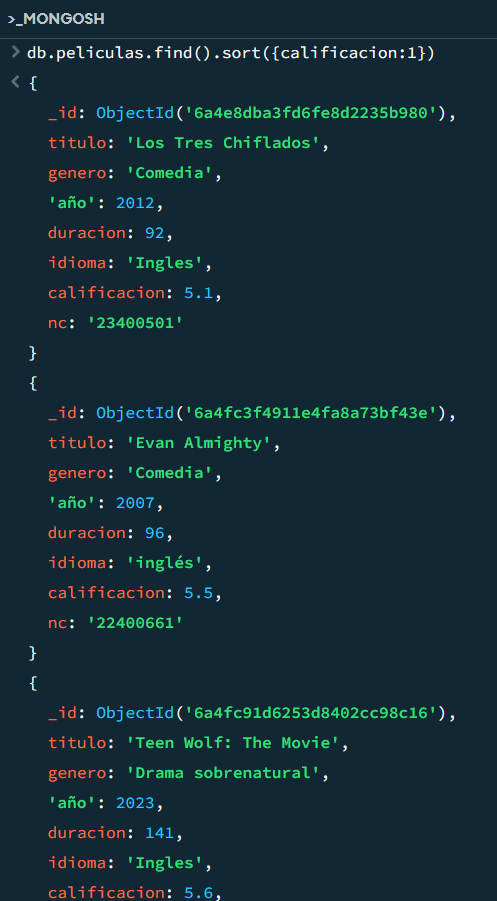 >_MONGOSH
> db.peliculas.find().sort({calificacion:1})
< {
_id: ObjectId('6a4e8dba3fd6fe8d2235b980'),
titulo: 'Los Tres Chiflados',
genero: 'Comedia',
'año': 2012,
duracion: 92,
idioma: 'Ingles',
calificacion: 5.1,
nc: '23400501'
}
{
_id: ObjectId('6a4fc3f4911e4fa8a73bf43e'),
titulo: 'Evan Almighty',
genero: 'Comedia',
'año': 2007,
duracion: 96,
idioma: 'inglés',
calificacion: 5.5,
nc: '22400661'
}
{
_id: ObjectId('6a4fc91d6253d8402cc98c16'),
titulo: 'Teen Wolf: The Movie',
genero: 'Drama sobrenatural',
'año': 2023,
duracion: 141,
idioma: 'Ingles',
calificacion: 5.6,